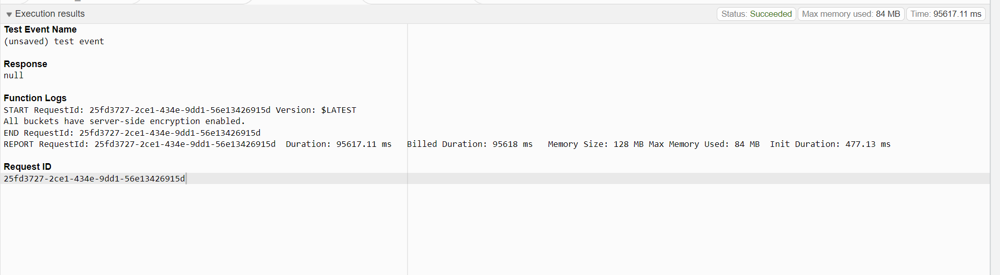 Execution results
Status: Succeeded
Max memory used: 84 MB
Time: 95617.11 ms
Test Event Name
(unsaved) test event
Response
null
Function Logs
START RequestId: 25fd3727-2ce1-434e-9dd1-56e13426915d Version: $LATEST
All buckets have server-side encryption enabled.
END RequestId: 25fd3727-2ce1-434e-9dd1-56e13426915d
REPORT RequestId: 25fd3727-2ce1-434e-9dd1-56e13426915d Duration: 95617.11 ms Billed Duration: 95618 ms Memory Size: 128 MB Max Memory Used: 84 MB Init Duration: 477.13 ms
Request ID
25fd3727-2ce1-434e-9dd1-56e13426915d